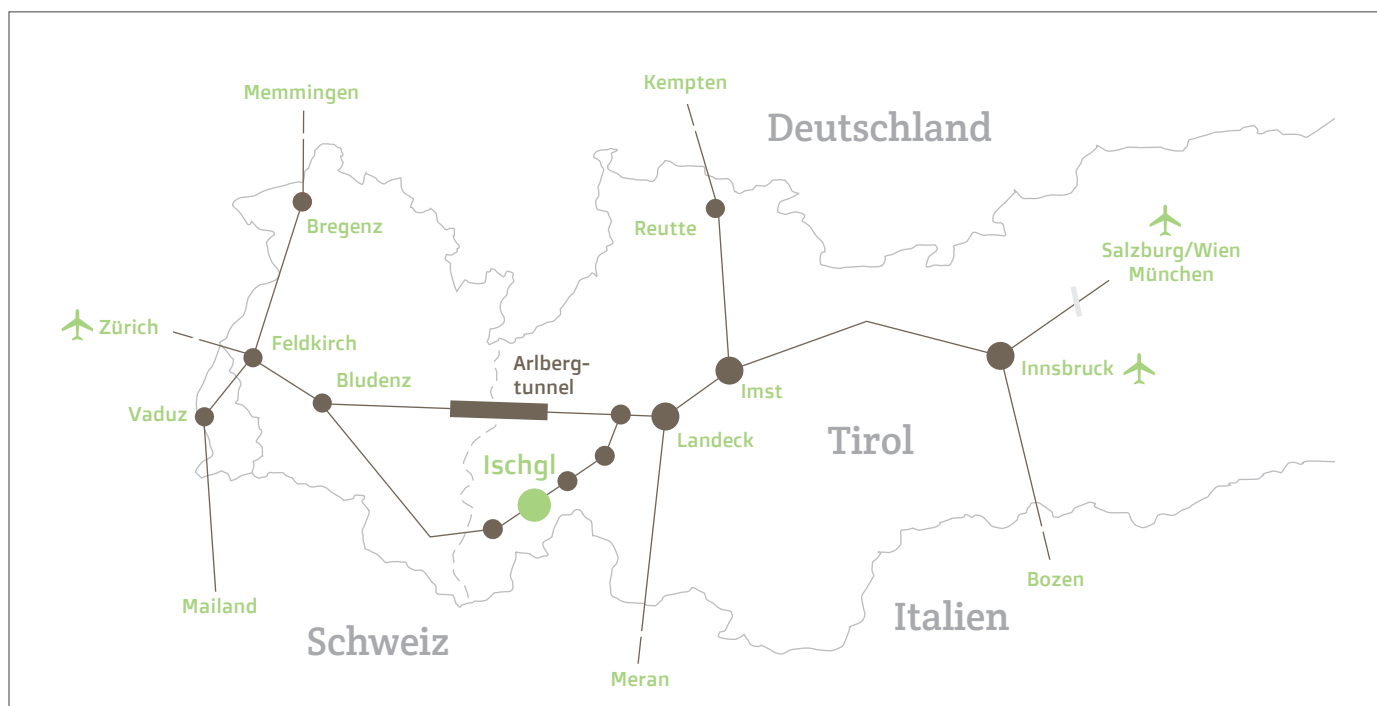 Kempten
Memmingen
Deutschland
Bregenz
Reutte
Salzburg/Wien
München
Zürich
Feldkirch
Arlberg-
tunnel
Innsbruck
Bludenz
Imst
Vaduz
Landeck
Tirol
Ischgl
Bozen
Mailand
Italien
Schweiz
Meran